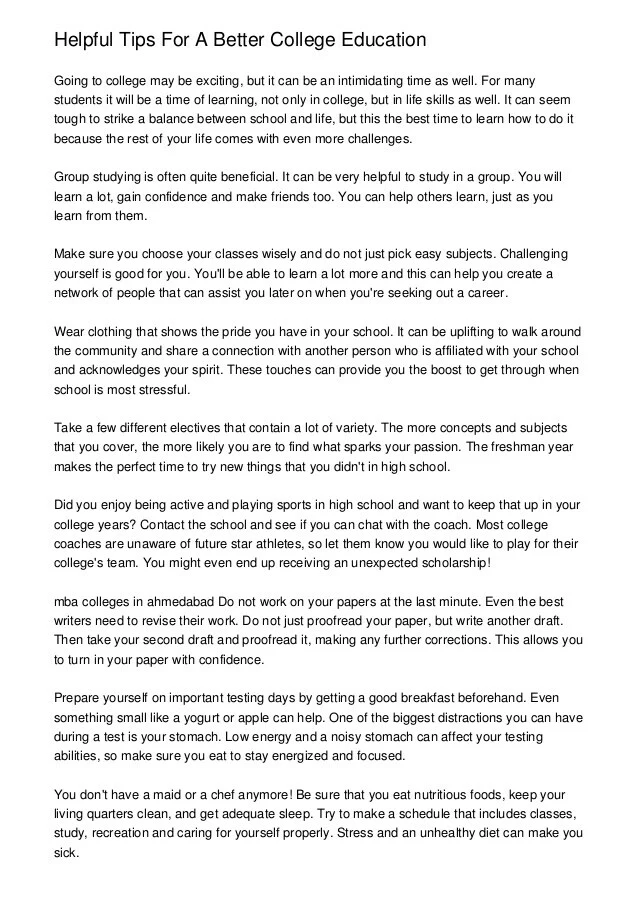 Helpful Tips For A Better College Education
Going to college may be exciting, but it can be an intimidating time as well. For many
students it will be a time of learning, not only in college, but in life skills as well. It can seem
tough to strike a balance between school and life, but this the best time to learn how to do it
because the rest of your life comes with even more challenges.
Group studying is often quite beneficial. It can be very helpful to study in a group. You will
learn a lot, gain confidence and make friends too. You can help others learn, just as you
learn from them.
Make sure you choose your classes wisely and do not just pick easy subjects. Challenging
yourself is good for you. You'll be able to learn a lot more and this can help you create a
network of people that can assist you later on when you're seeking out a career.
Wear clothing that shows the pride you have in your school. It can be uplifting to walk around
the community and share a connection with another person who is affiliated with your school
and acknowledges your spirit. These touches can provide you the boost to get through when
school is most stressful.
Take a few different electives that contain a lot of variety. The more concepts and subjects
that you cover, the more likely you are to find what sparks your passion. The freshman year
makes the perfect time to try new things that you didn't in high school.
Did you enjoy being active and playing sports in high school and want to keep that up in your
college years? Contact the school and see if you can chat with the coach. Most college
coaches are unaware of future star athletes, so let them know you would like to play for their
college's team. You might even end up receiving an unexpected scholarship!
mba colleges in ahmedabad Do not work on your papers at the last minute. Even the best
writers need to revise their work. Do not just proofread your paper, but write another draft.
Then take your second draft and proofread it, making any further corrections. This allows you
to turn in your paper with confidence.
Prepare yourself on important testing days by getting a good breakfast beforehand. Even
something small like a yogurt or apple can help. One of the biggest distractions you can have
during a test is your stomach. Low energy and a noisy stomach can affect your testing
abilities, so make sure you eat to stay energized and focused.
You don't have a maid or a chef anymore! Be sure that you eat nutritious foods, keep your
living quarters clean, and get adequate sleep. Try to make a schedule that includes classes,
study, recreation and caring for yourself properly. Stress and an unhealthy diet can make you
sick.